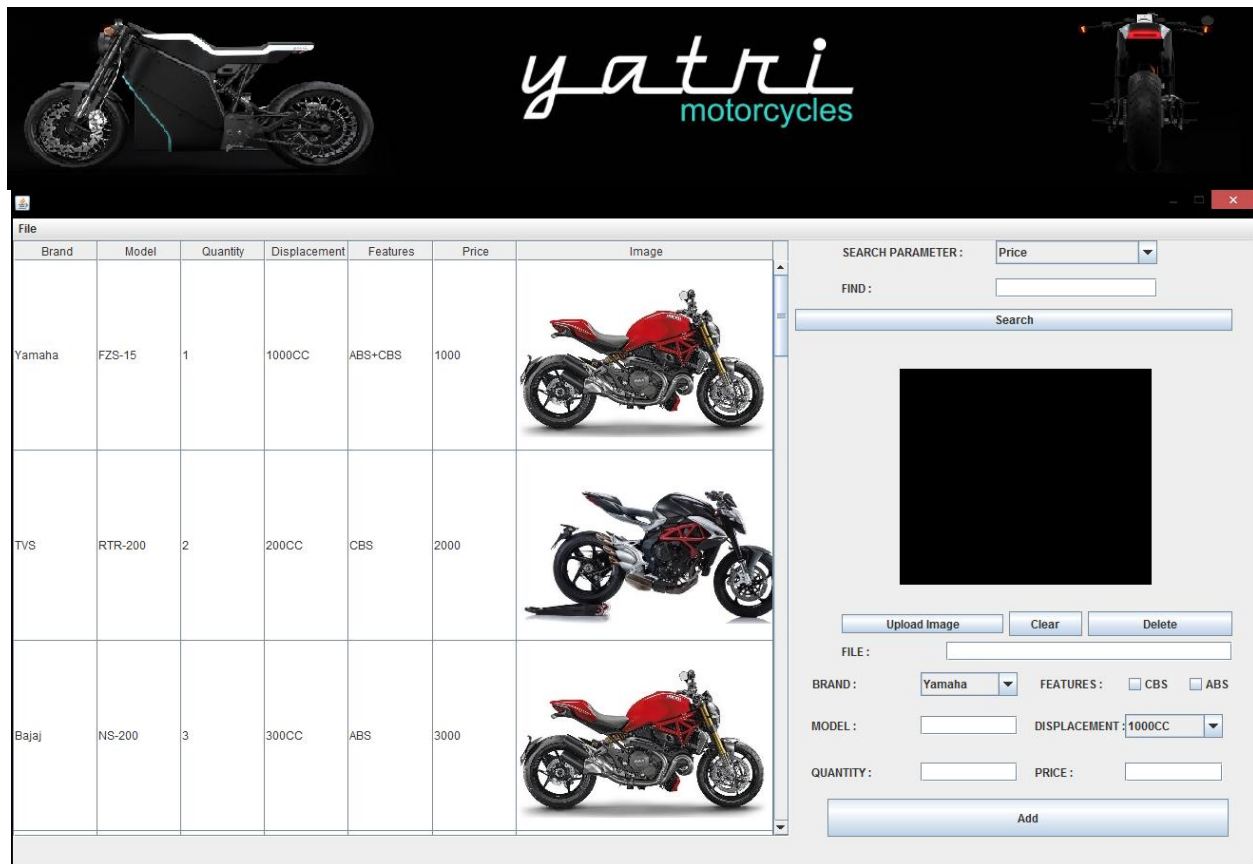 yatri
motorcycles
File
Brand Model Quantity Displacement Features Price Image
Yamaha FZS-15 1 1000CC ABS+CBS 1000
TVS RTR-200 2 200CC CBS 2000
Bajaj NS-200 3 300CC ABS 3000
SEARCH PARAMETER : Price
FIND :
Search
Upload Image Clear Delete
FILE :
BRAND : Yamaha FEATURES : CBS ABS
MODEL : DISPLACEMENT : 1000CC
QUANTITY : PRICE :
Add